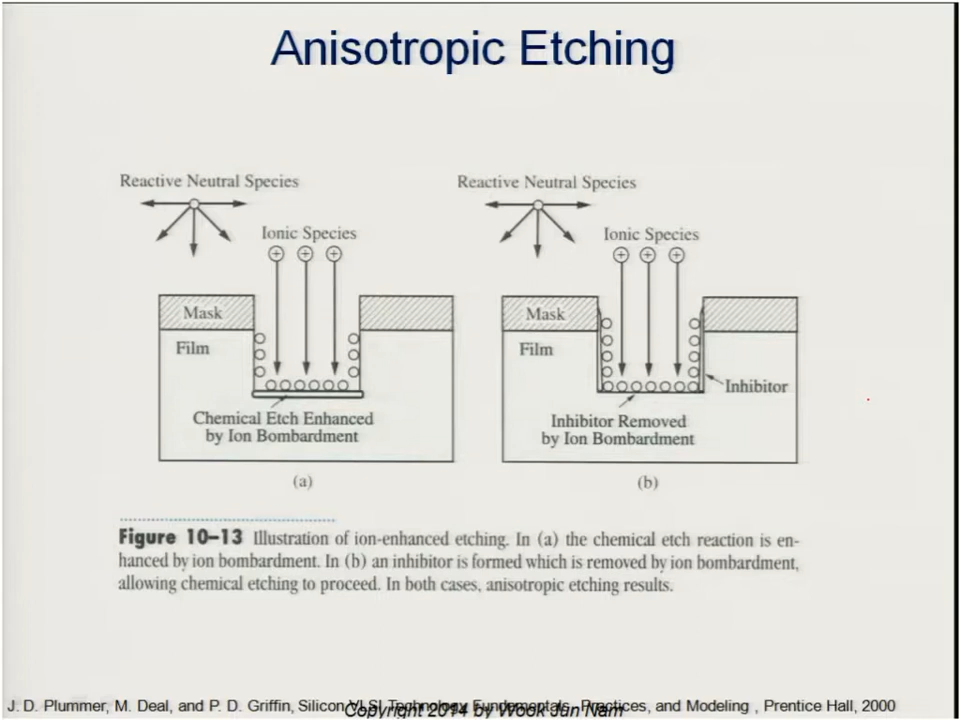 Anisotropic Etching
Reactive Neutral Species
Ionic Species
Mask
Film
Chemical Etch Enhanced
by Ion Bombardment
(a)
Reactive Neutral Species
Ionic Species
Mask
Film
Inhibitor
Inhibitor Removed
by Ion Bombardment
(b)
Figure 10–13 Illustration of ion-enhanced etching. In (a) the chemical etch reaction is en-
hanced by ion bombardment. In (b) an inhibitor is formed which is removed by ion bombardment,
allowing chemical etching to proceed. In both cases, anisotropic etching results.
J. D. Plummer, M. Deal, and P. D. Griffin, Silicon VLSI Technology Fundamentals, Practices, and Modeling , Prentice Hall, 2000
Copyright 2014 by Wook Jun Nam